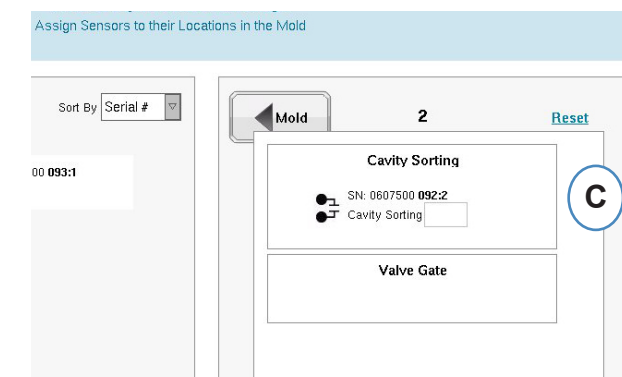 Assign Sensors to their Locations in the Mold
Sort By Serial #
00 093:1
Mold
2
Reset
Cavity Sorting
SN: 0607500 092:2
Cavity Sorting
C
Valve Gate